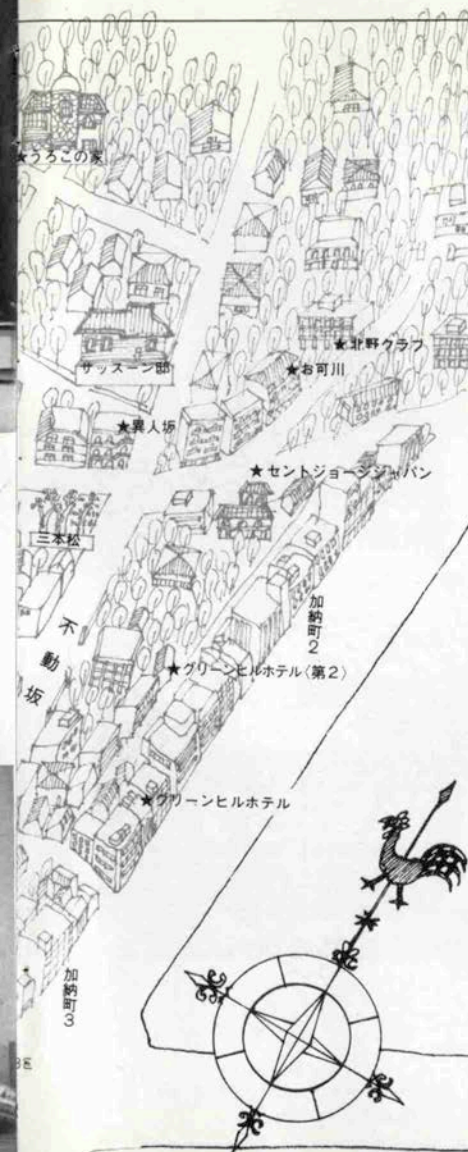 ★うろこの家
サッスーン邸
★北野クラブ
★お可川
★異人坂
★セントジョージジャパン
三本松
加納町2
不動坂
★グリーンヒルホテル〈第2〉
★グリーンヒルホテル
加納町3